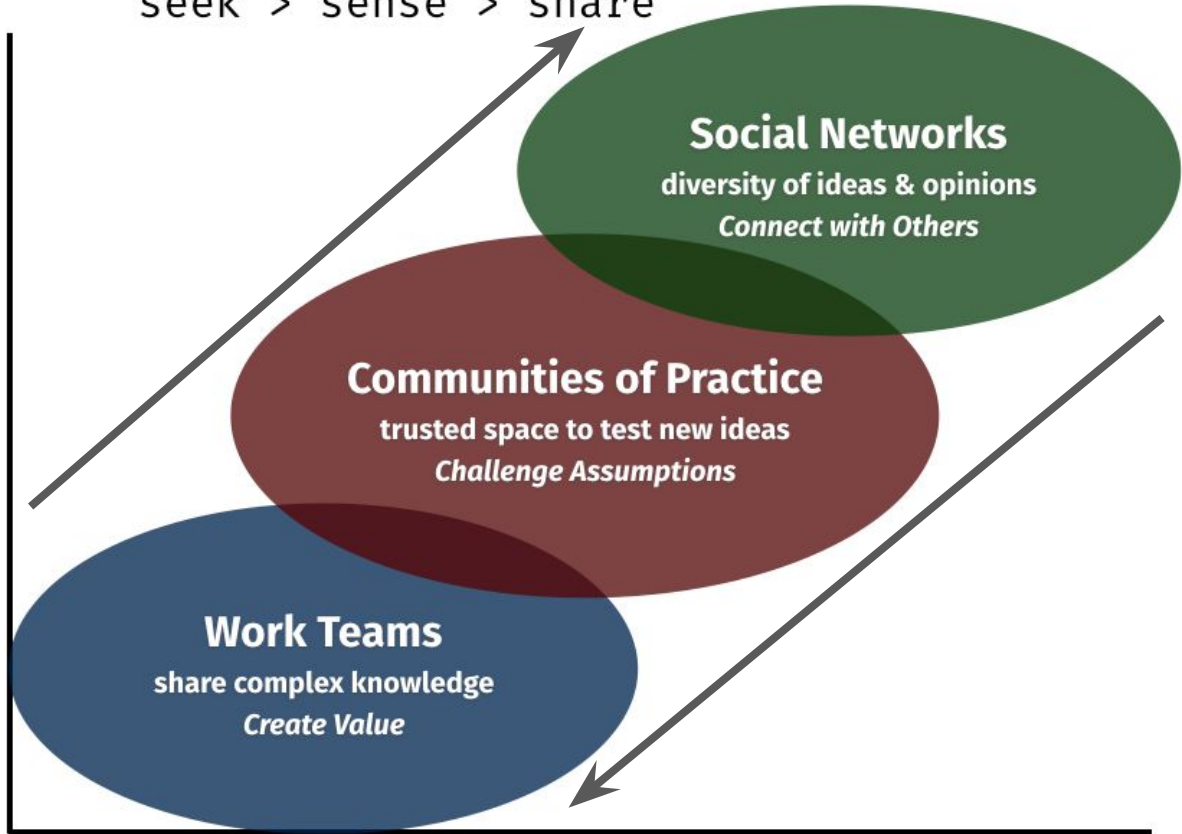 seek > sense > share
Social Networks
diversity of ideas & opinions
Connect with Others
Communities of Practice
trusted space to test new ideas
Challenge Assumptions
Work Teams
share complex knowledge
Create Value